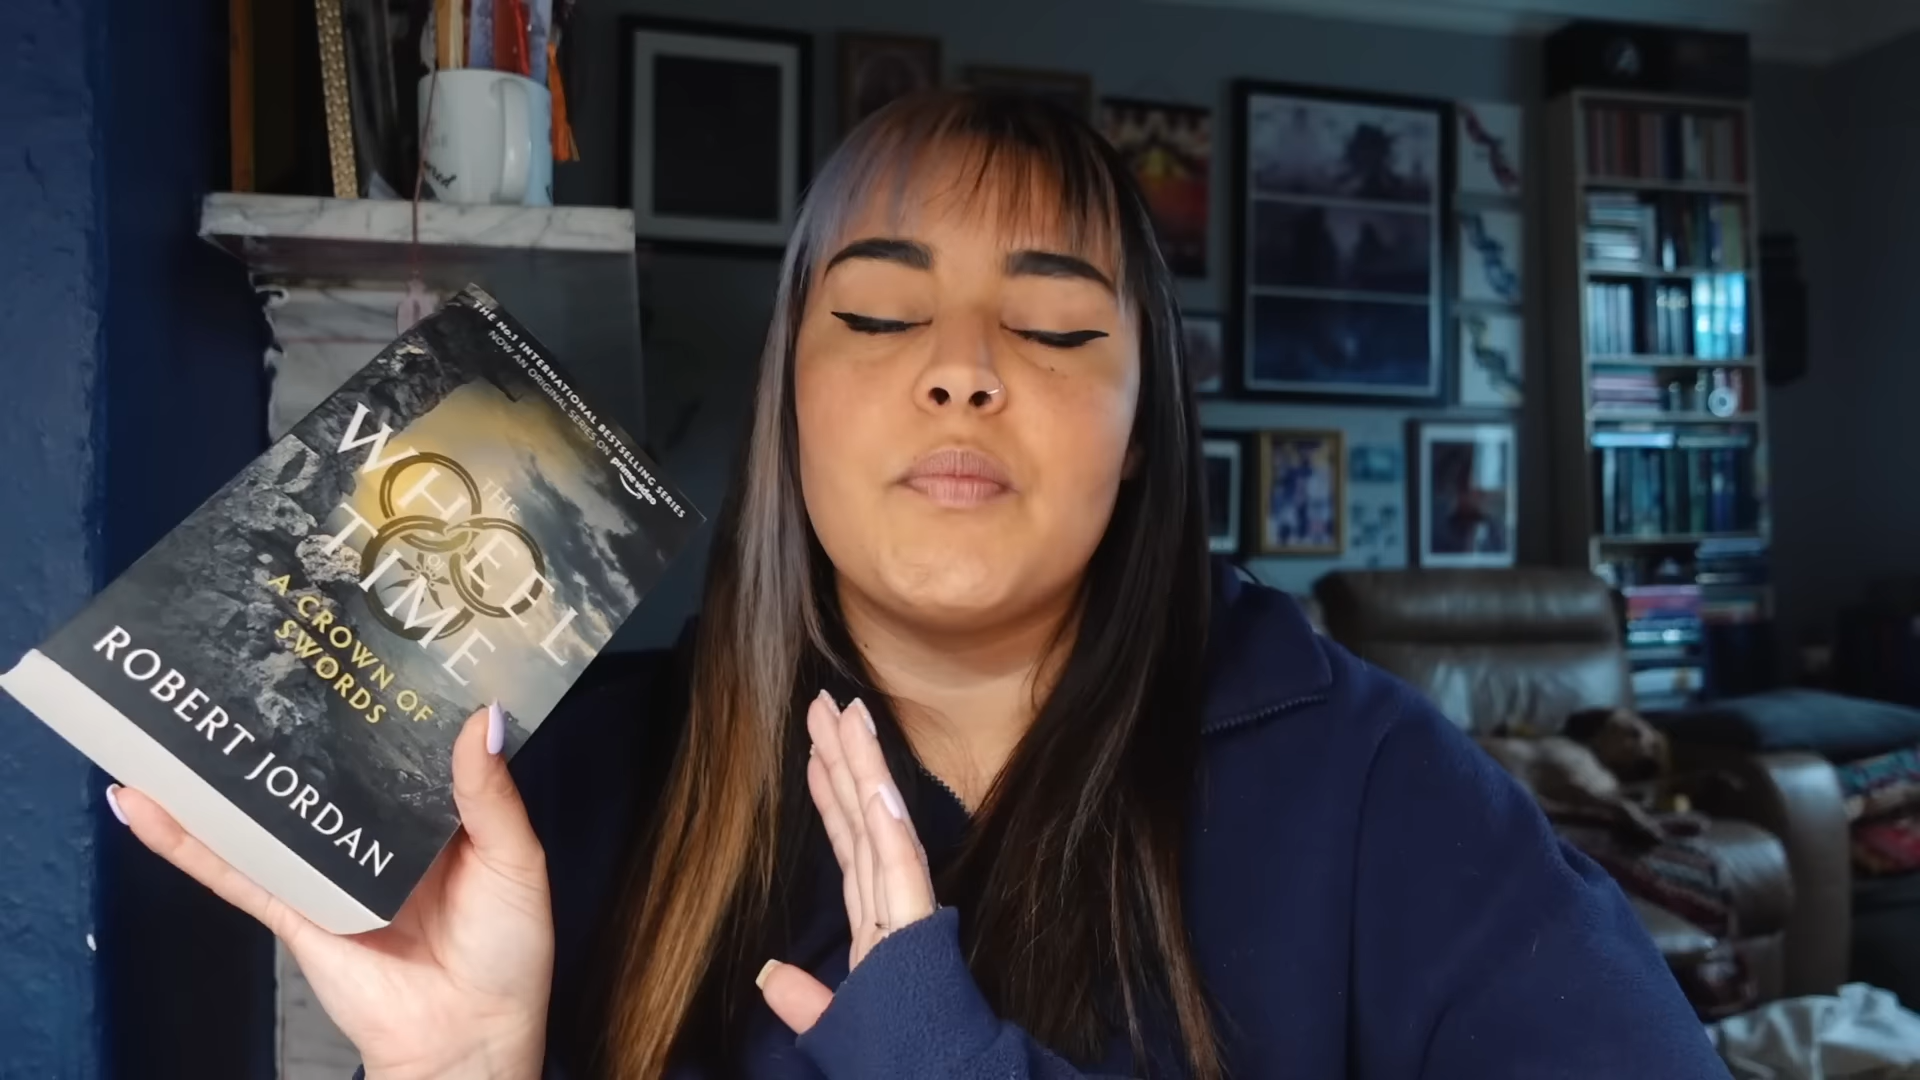 THE No.1 INTERNATIONAL BESTSELLING SERIES
NOW AN ORIGINAL SERIES ON prime video
THE
WHEEL
OF
TIME
A CROWN OF
SWORDS
ROBERT JORDAN